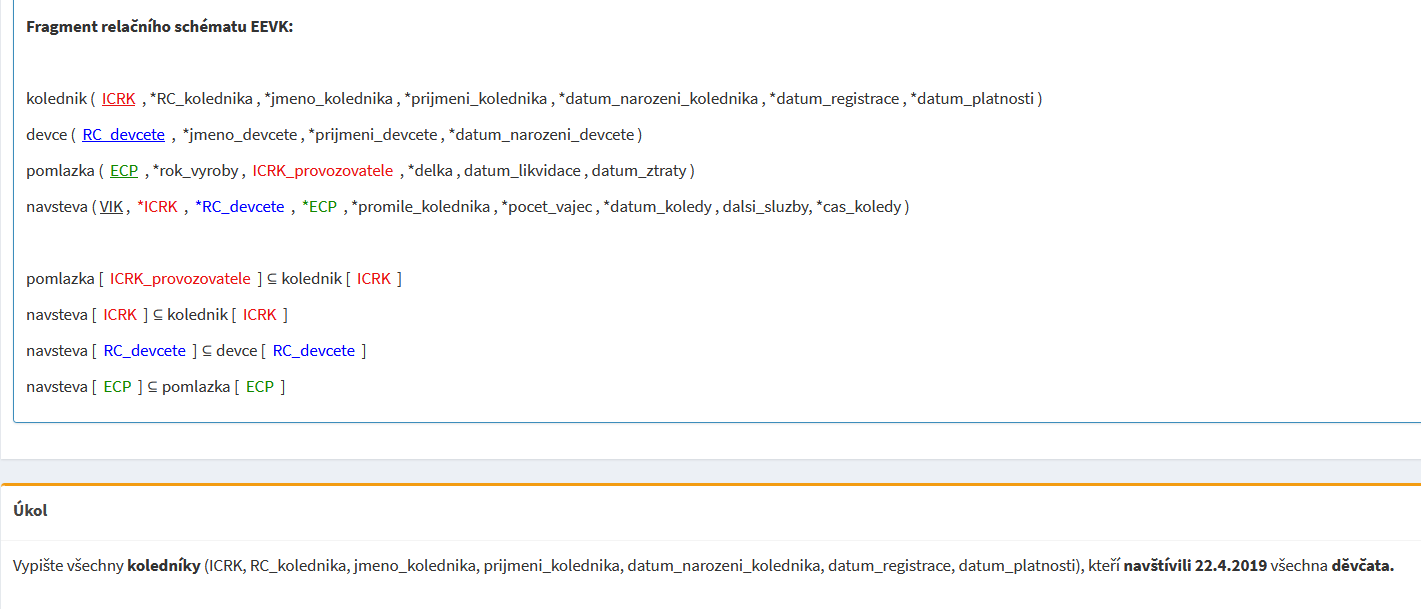 Fragment relačního schématu EEVK:
kolednik ( ICRK , *RC_kolednika , *jmeno_kolednika , *prijmeni_kolednika , *datum_narozeni_kolednika , *datum_registrace , *datum_platnosti )
devce ( RC_devcete , *jmeno_devcete , *prijmeni_devcete , *datum_narozeni_devcete )
pomlazka ( ECP , *rok_vyroby , ICRK_provozovatele , *delka , datum_likvidace , datum_ztraty )
navsteva ( VIK , *ICRK , *RC_devcete , *ECP , *promile_kolednika , *pocet_vajec , *datum_koledy , dalsi_sluzby, *cas_koledy )
pomlazka [ ICRK_provozovatele ] ⊆ kolednik [ ICRK ]
navsteva [ ICRK ] ⊆ kolednik [ ICRK ]
navsteva [ RC_devcete ] ⊆ devce [ RC_devcete ]
navsteva [ ECP ] ⊆ pomlazka [ ECP ]
Úkol
Vypište všechny koledníky (ICRK, RC_kolednika, jmeno_kolednika, prijmeni_kolednika, datum_narozeni_kolednika, datum_registrace, datum_platnosti), kteří navštívili 22.4.2019 všechna děvčata.